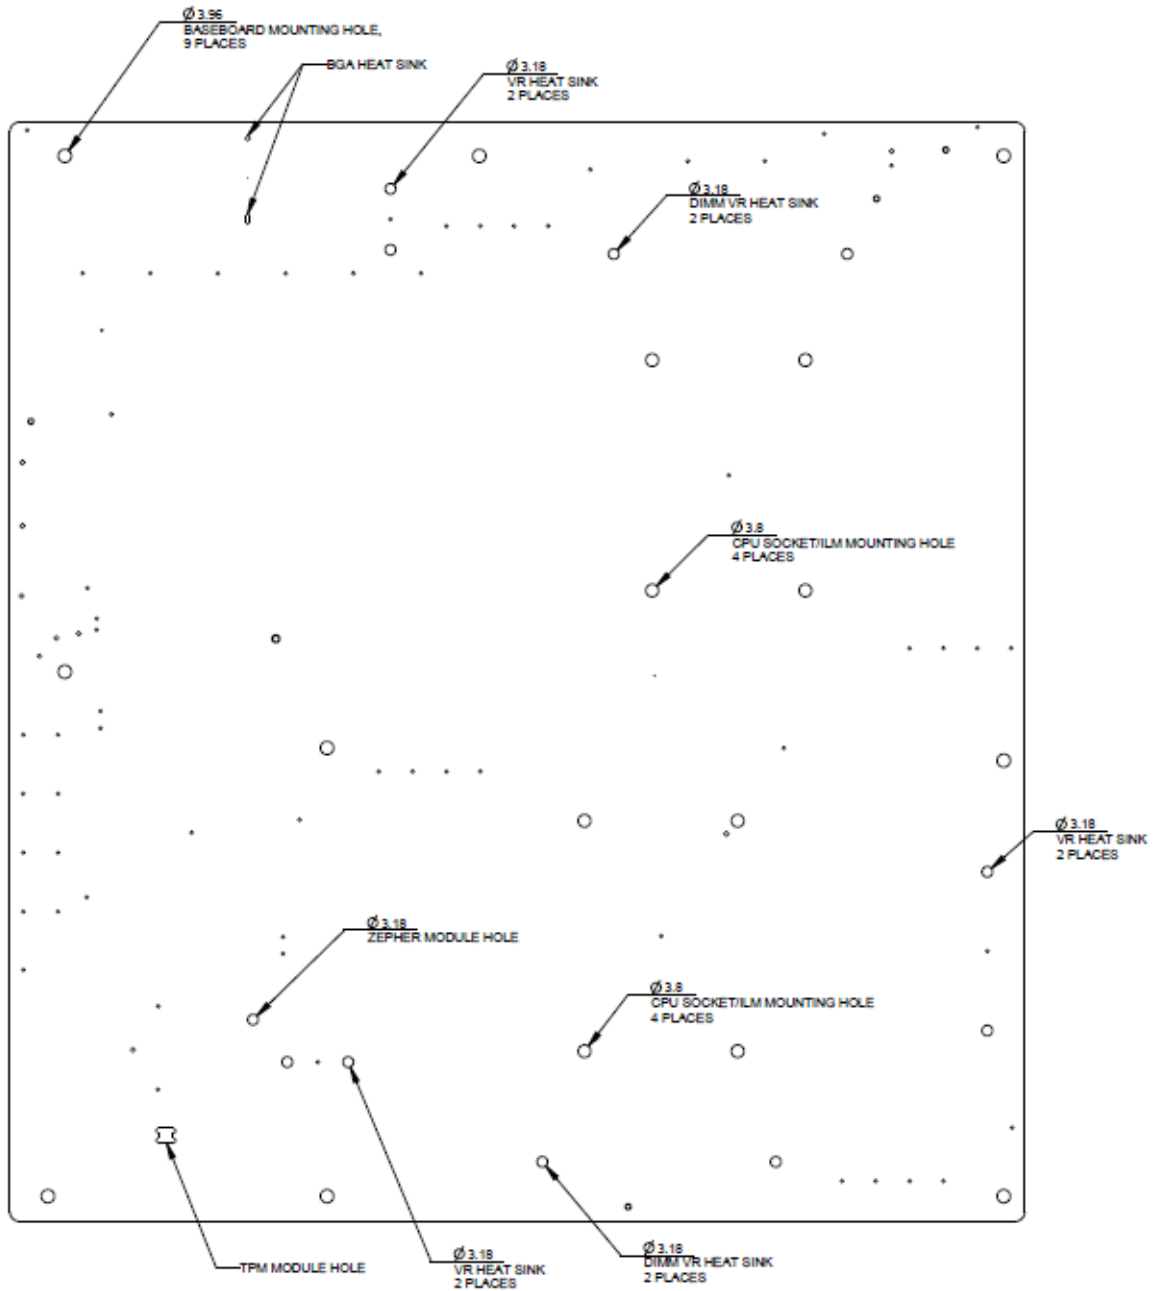 Ø 3.96
BASEBOARD MOUNTING HOLE,
9 PLACES
BGA HEAT SINK
Ø 3.18
VR HEAT SINK
2 PLACES
Ø 3.18
DIMM VR HEAT SINK
2 PLACES
Ø 3.8
CPU SOCKET/ILM MOUNTING HOLE
4 PLACES
Ø 3.18
VR HEAT SINK
2 PLACES
Ø 3.18
ZEPHER MODULE HOLE
Ø 3.8
CPU SOCKET/ILM MOUNTING HOLE
4 PLACES
TPM MODULE HOLE
Ø 3.18
VR HEAT SINK
2 PLACES
Ø 3.18
DIMM VR HEAT SINK
2 PLACES